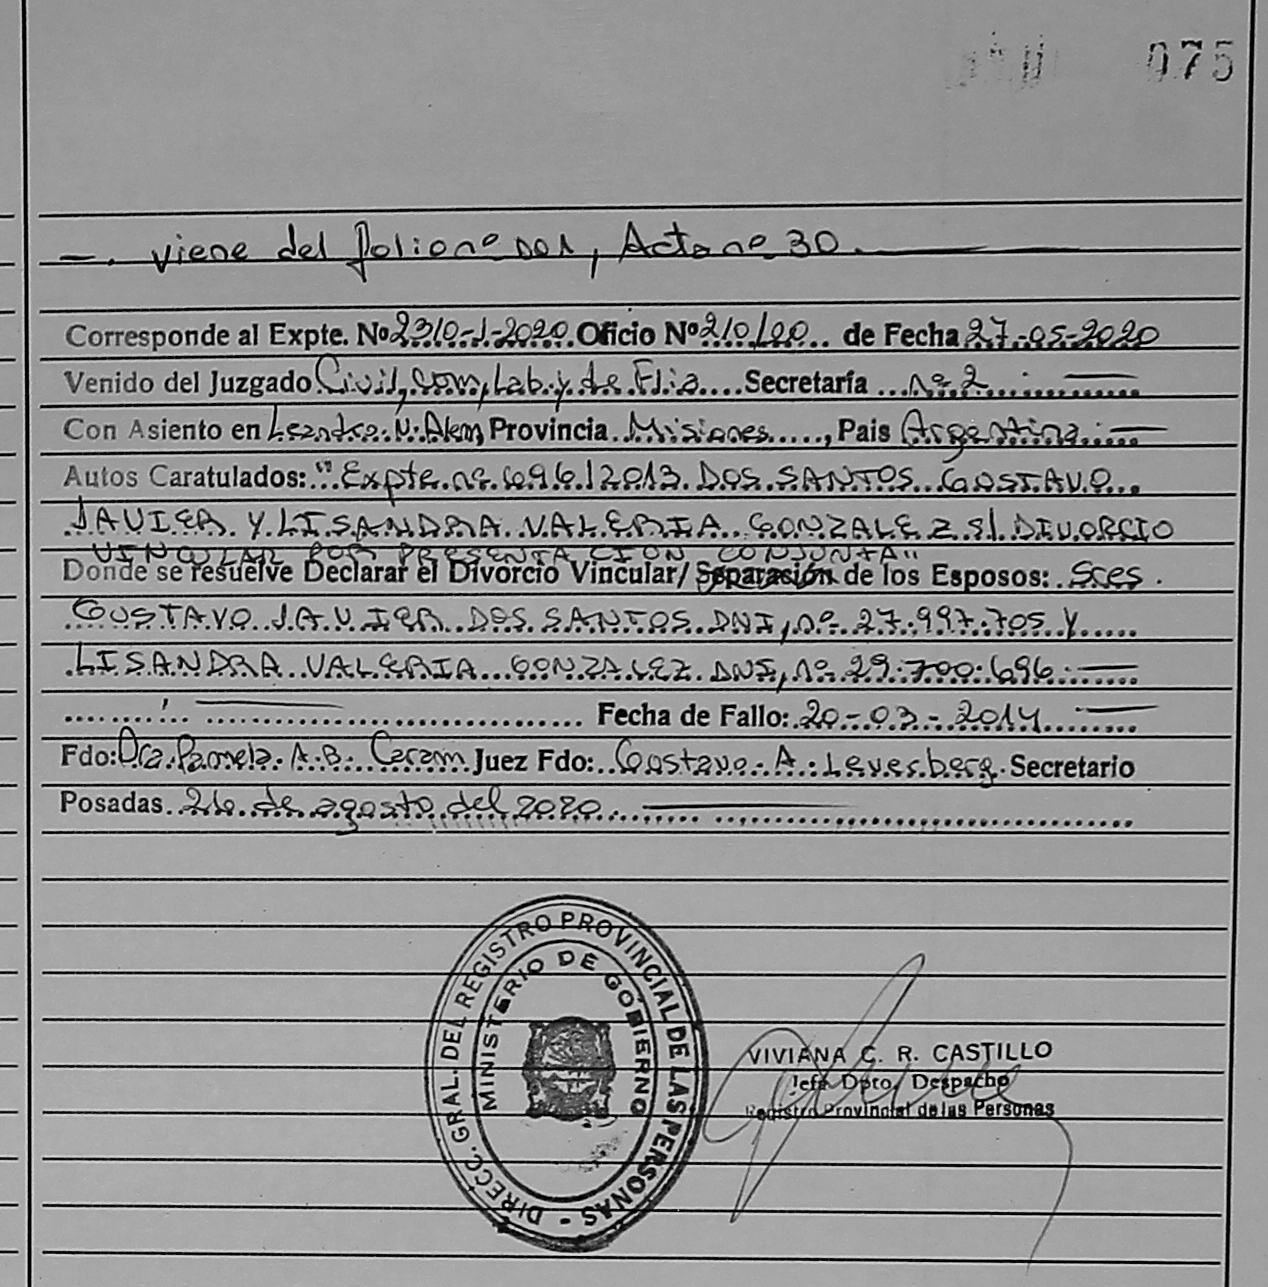 075
—. viene del folio nº 001, Acta nº 30.
Corresponde al Expte. Nº 2310-J-2020 Oficio Nº 210/20 de Fecha 27-05-2020
Venido del Juzgado Civil, Com, Lab. y de Flia. Secretaría nº 2
Con Asiento en Leandro N. Alem, Provincia Misiones, Pais Argentina
Autos Caratulados: "Expte. nº 696/2013 DOS SANTOS GUSTAVO
JAVIER Y LISANDRA VALERIA GONZALEZ S/ DIVORCIO
VINCULAR POR PRESENTACION CONJUNTA"
Donde se resuelve Declarar el Divorcio Vincular/ Separación de los Esposos: Sres.
GUSTAVO JAVIER DOS SANTOS DNI, nº 27.997.705 Y
LISANDRA VALERIA GONZALEZ DNI, nº 29.700.696
Fecha de Fallo: 20-03-2014
Fdo: Dra. Pamela A.B. Caram Juez Fdo: Gustavo A. Levesberg Secretario
Posadas 26 de agosto del 2020
DIRECC. GRAL. DEL REGISTRO PROVINCIAL DE LAS PERSONAS -
MINISTERIO DE GOBIERNO
VIVIANA C. R. CASTILLO
Jefa Dpto. Despacho
Registro Provincial de las Personas